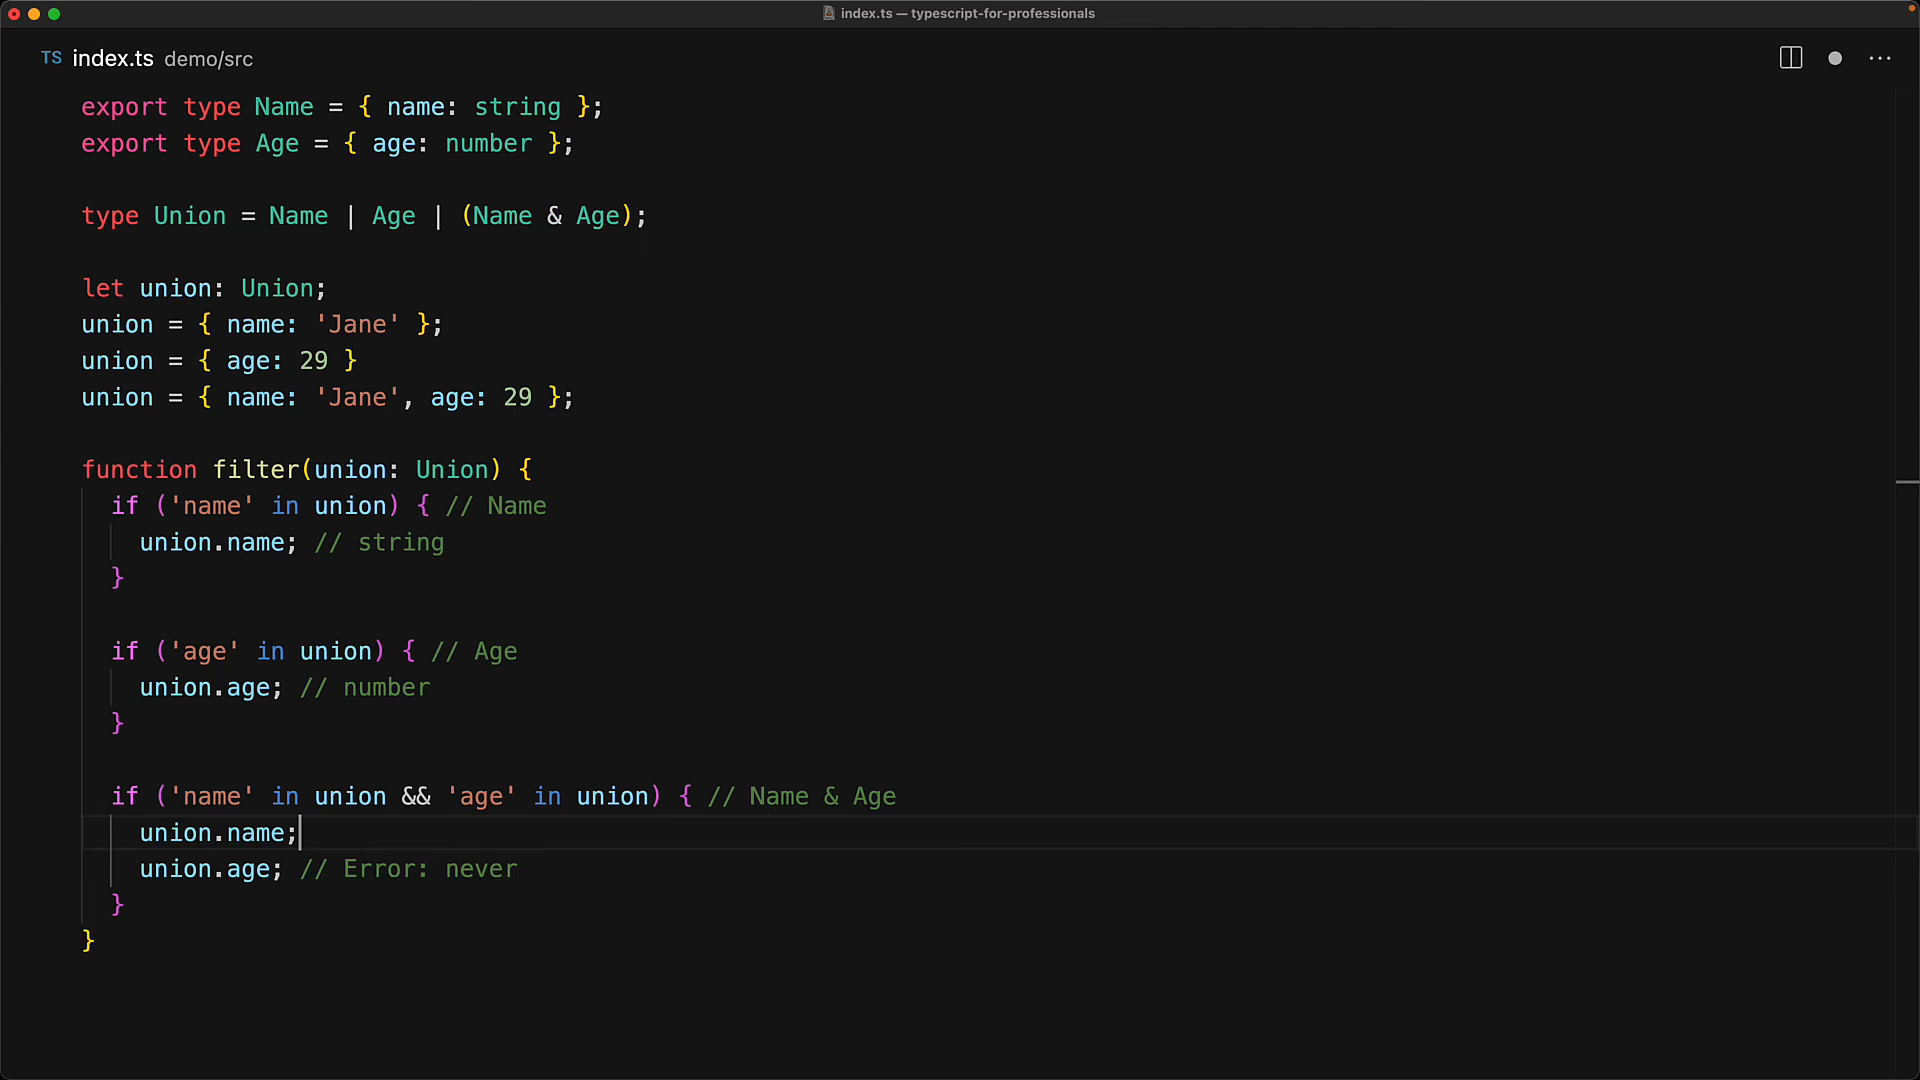 index.ts — typescript-for-professionals
TS index.ts demo/src
export type Name = { name: string };
export type Age = { age: number };
type Union = Name | Age | (Name & Age);
let union: Union;
union = { name: 'Jane' };
union = { age: 29 }
union = { name: 'Jane', age: 29 };
function filter(union: Union) {
if ('name' in union) { // Name
union.name; // string
}
if ('age' in union) { // Age
union.age; // number
}
if ('name' in union && 'age' in union) { // Name & Age
union.name;
union.age; // Error: never
}
}